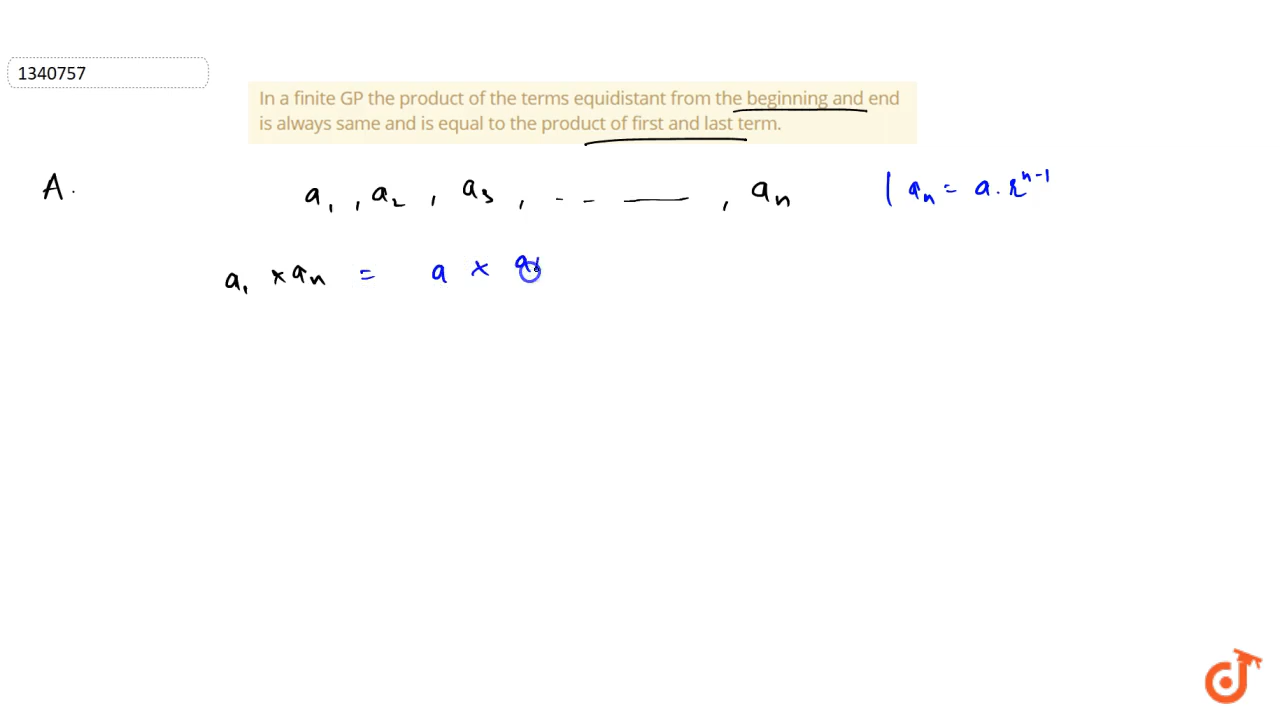 1340757
In a finite GP the product of the terms equidistant from the beginning and end
is always same and is equal to the product of first and last term.
A. a₁, a₂, a₃, - - —, aₙ | aₙ = a. rⁿ⁻¹
a₁ × aₙ = a × a